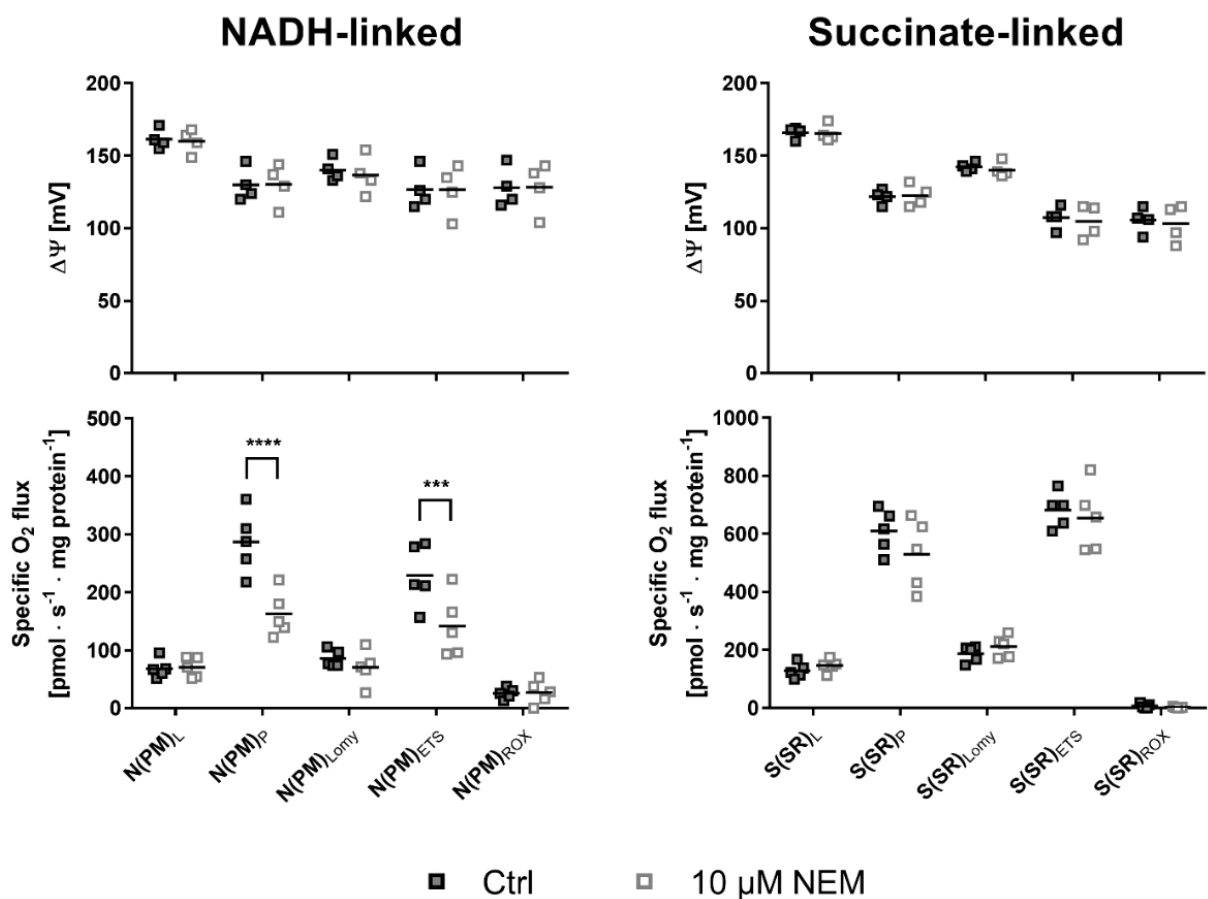 NADH-linked
Succinate-linked
ΔΨ [mV]
200
150
100
50
0
ΔΨ [mV]
200
150
100
50
0
Specific O₂ flux
[pmol · s⁻¹ · mg protein⁻¹]
500
400
300
200
100
0
****
***
N(PM)L
N(PM)P
N(PM)Lomy
N(PM)ETS
N(PM)ROX
Specific O₂ flux
[pmol · s⁻¹ · mg protein⁻¹]
1000
800
600
400
200
0
S(SR)L
S(SR)P
S(SR)Lomy
S(SR)ETS
S(SR)ROX
Ctrl
10 µM NEM